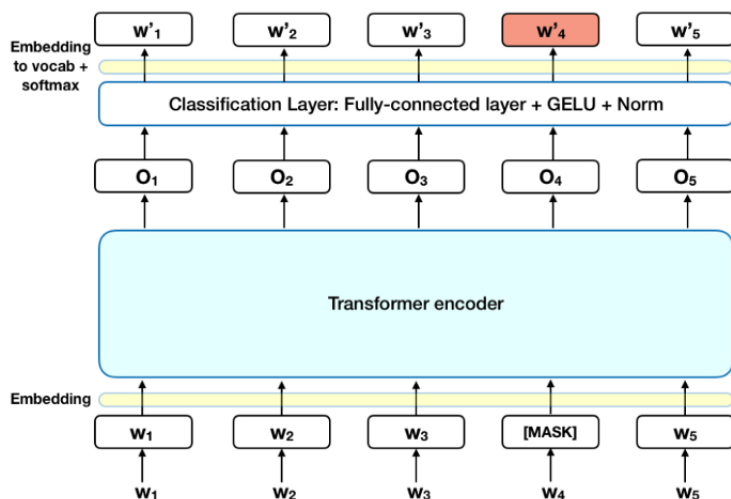 w'₁ w'₂ w'₃ w'₄ w'₅
Embedding
to vocab +
softmax
Classification Layer: Fully-connected layer + GELU + Norm
O₁ O₂ O₃ O₄ O₅
Transformer encoder
Embedding
w₁ w₂ w₃ [MASK] w₅
w₁ w₂ w₃ w₄ w₅